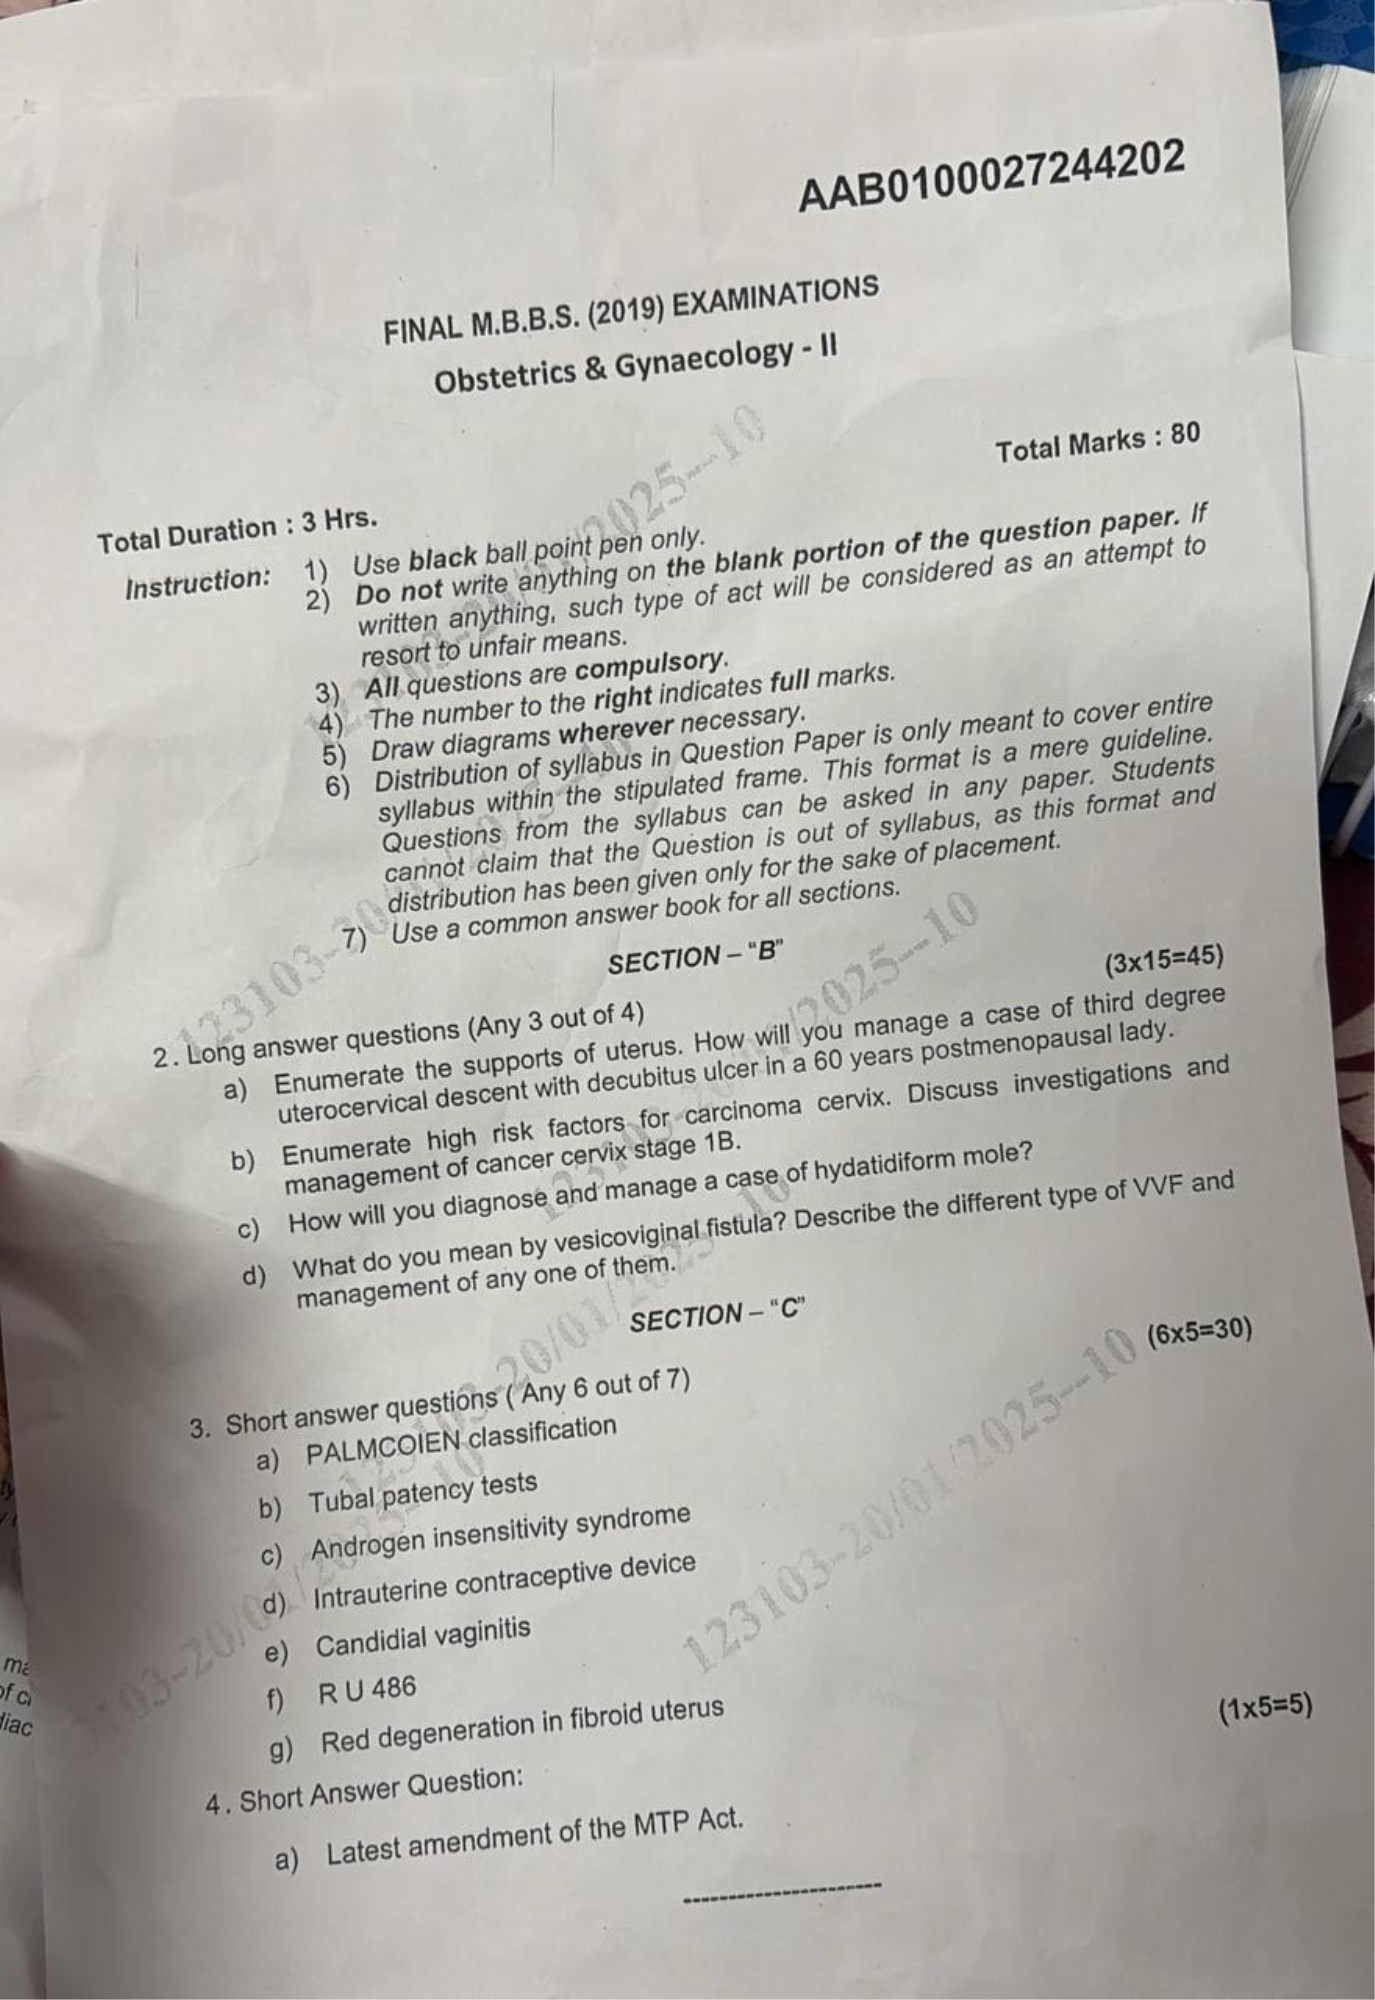 AAB0100027244202
FINAL M.B.B.S. (2019) EXAMINATIONS
Obstetrics & Gynaecology - II
Total Marks : 80
Total Duration : 3 Hrs.
Instruction: 1) Use black ball point pen only.
2) Do not write anything on the blank portion of the question paper. If
written anything, such type of act will be considered as an attempt to
resort to unfair means.
3) All questions are compulsory.
4) The number to the right indicates full marks.
5) Draw diagrams wherever necessary.
6) Distribution of syllabus in Question Paper is only meant to cover entire
syllabus within the stipulated frame. This format is a mere guideline.
Questions from the syllabus can be asked in any paper. Students
cannot claim that the Question is out of syllabus, as this format and
distribution has been given only for the sake of placement.
7) Use a common answer book for all sections.
SECTION – "B"
(3x15=45)
2. Long answer questions (Any 3 out of 4)
a) Enumerate the supports of uterus. How will you manage a case of third degree
uterocervical descent with decubitus ulcer in a 60 years postmenopausal lady.
b) Enumerate high risk factors for carcinoma cervix. Discuss investigations and
management of cancer cervix stage 1B.
c) How will you diagnose and manage a case of hydatidiform mole?
d) What do you mean by vesicoviginal fistula? Describe the different type of VVF and
management of any one of them.
SECTION – "C"
(6x5=30)
3. Short answer questions ( Any 6 out of 7)
a) PALMCOIEN classification
b) Tubal patency tests
c) Androgen insensitivity syndrome
d) Intrauterine contraceptive device
e) Candidial vaginitis
f) R U 486
g) Red degeneration in fibroid uterus
(1x5=5)
4. Short Answer Question:
a) Latest amendment of the MTP Act.
123103-20/01/2025--10